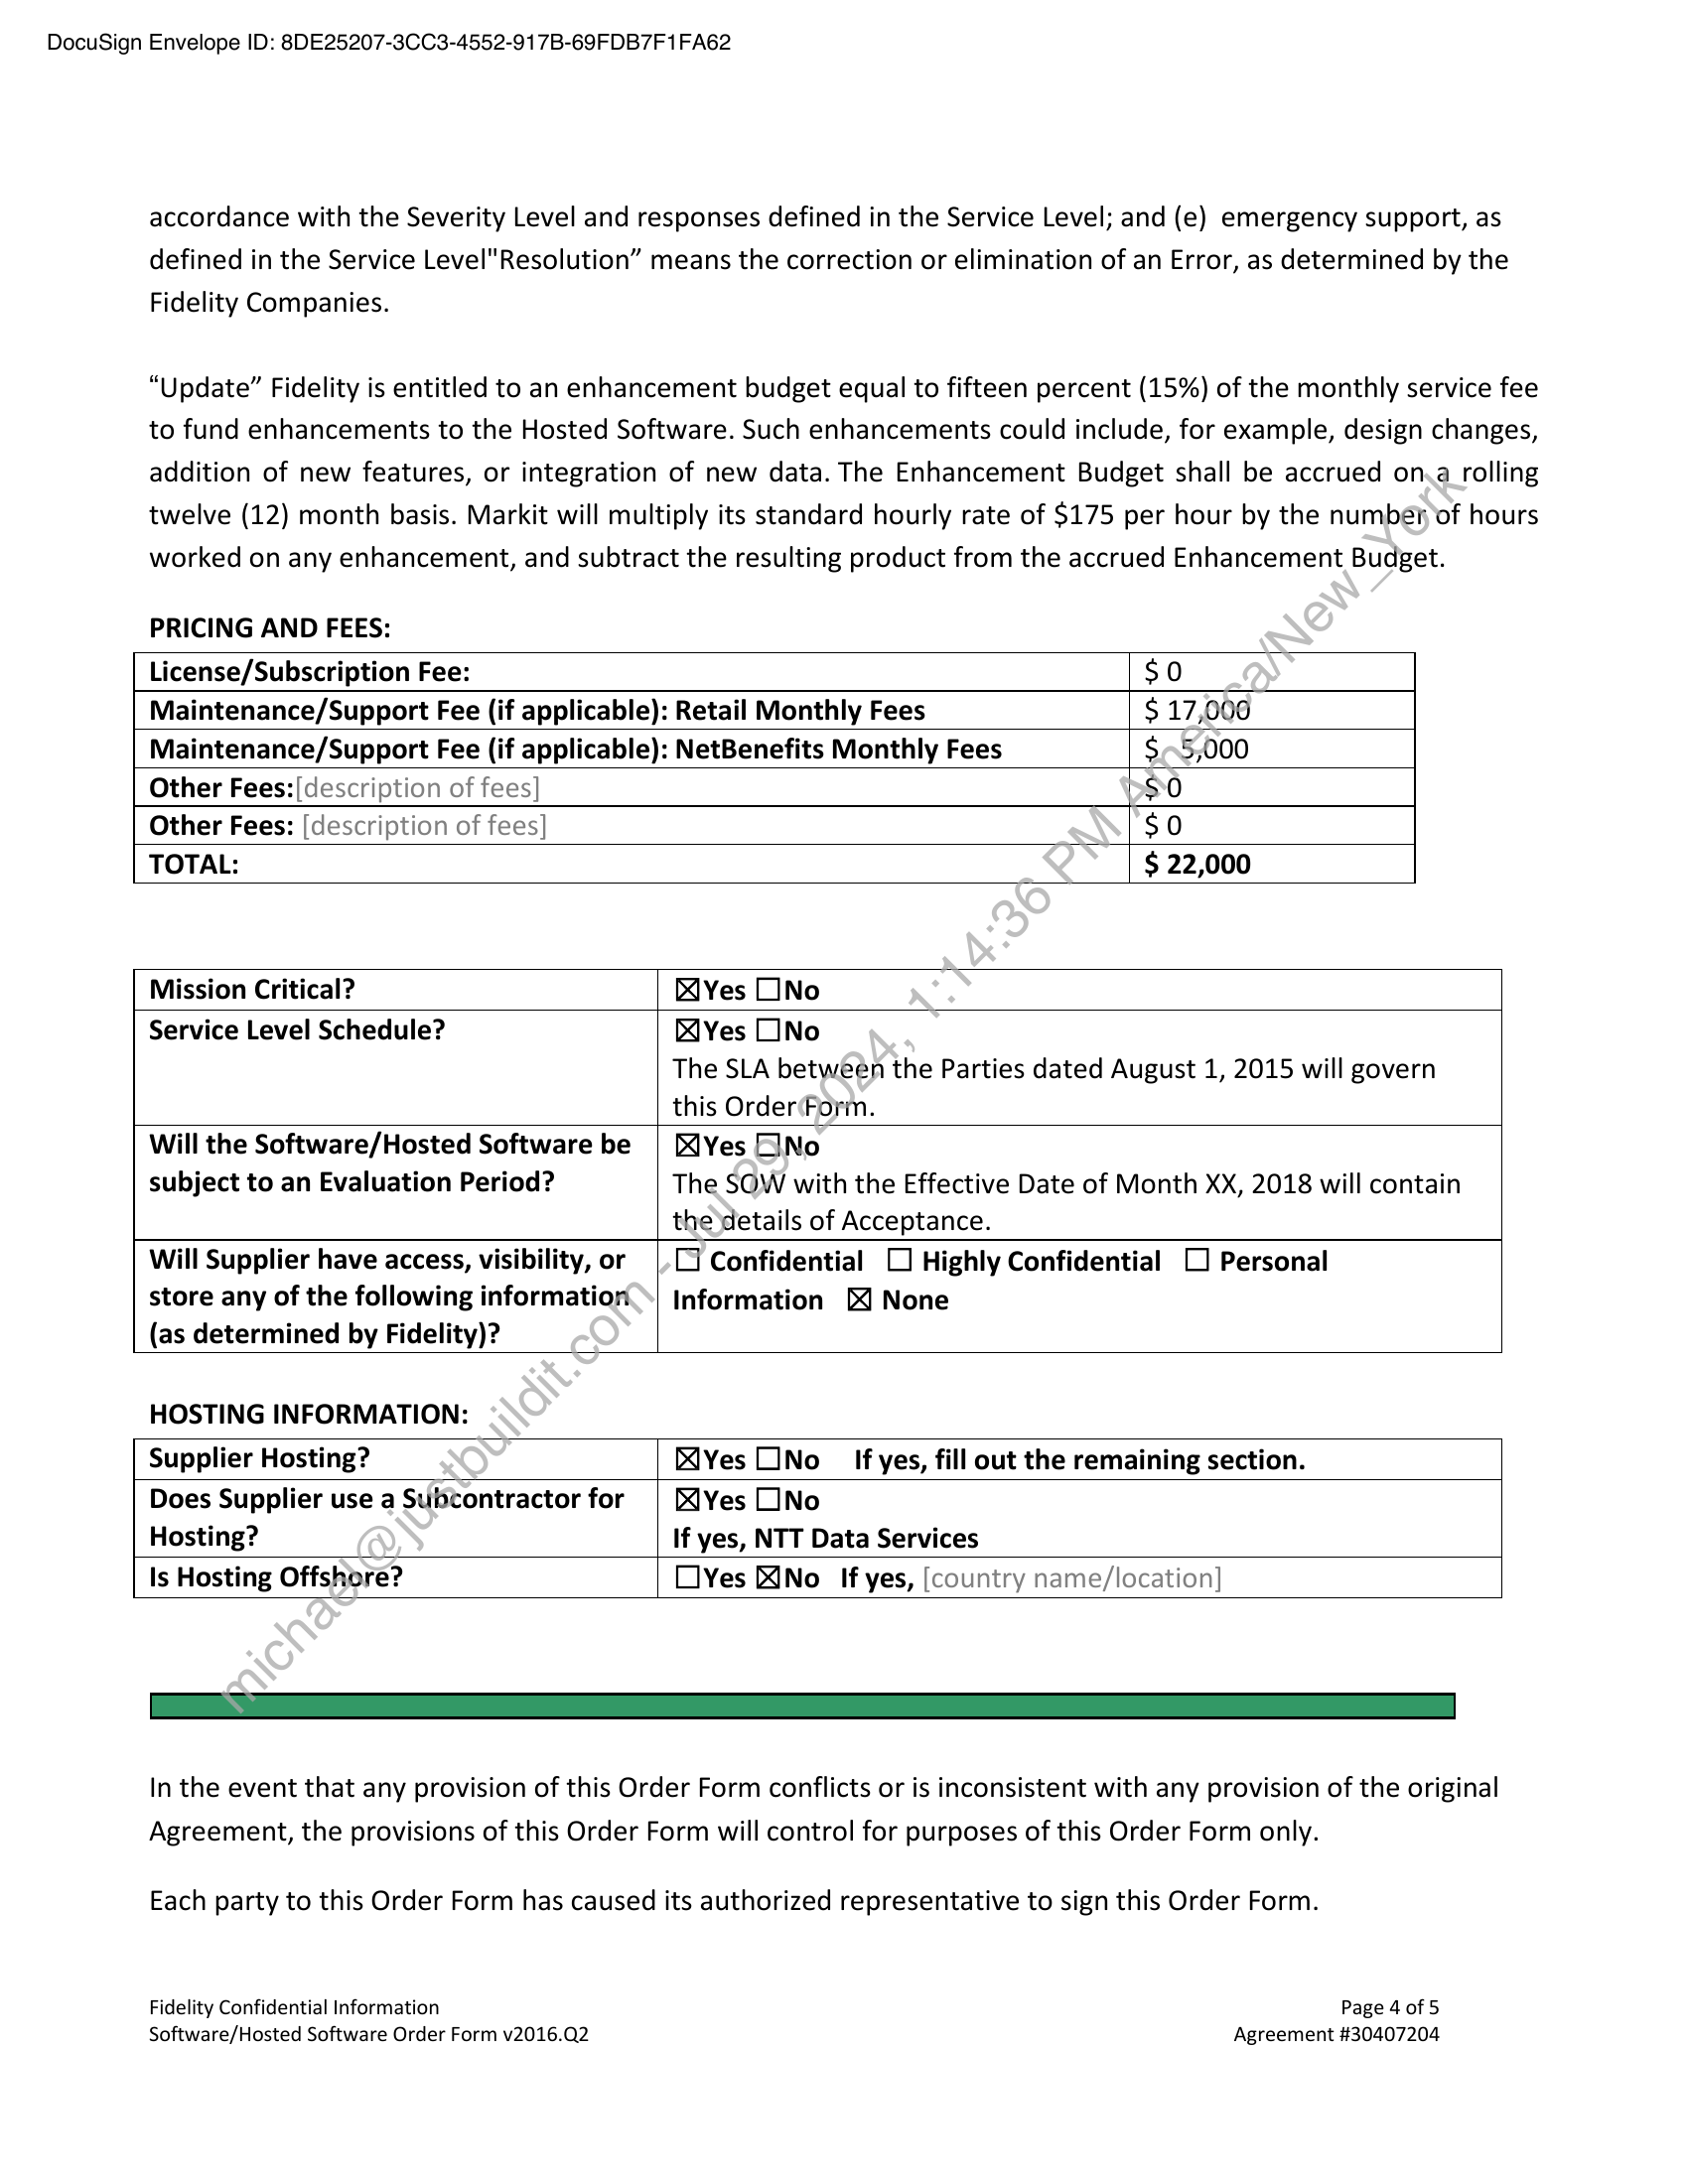 DocuSign Envelope ID: 8DE25207-3CC3-4552-917B-69FDB7F1FA62
accordance with the Severity Level and responses defined in the Service Level; and (e)  emergency support, as
defined in the Service Level"Resolution” means the correction or elimination of an Error, as determined by the
Fidelity Companies.
“Update” Fidelity is entitled to an enhancement budget equal to fifteen percent (15%) of the monthly service fee
to fund enhancements to the Hosted Software. Such enhancements could include, for example, design changes,
addition of new features, or integration of new data. The Enhancement Budget shall be accrued on a rolling
twelve (12) month basis. Markit will multiply its standard hourly rate of $175 per hour by the number of hours
worked on any enhancement, and subtract the resulting product from the accrued Enhancement Budget.
PRICING AND FEES:
License/Subscription Fee: $ 0
Maintenance/Support Fee (if applicable): Retail Monthly Fees $ 17,000
Maintenance/Support Fee (if applicable): NetBenefits Monthly Fees $ 5,000
Other Fees:[description of fees] $ 0
Other Fees: [description of fees] $ 0
TOTAL: $ 22,000
Mission Critical? ☒Yes ☐No
Service Level Schedule? ☒Yes ☐No
The SLA between the Parties dated August 1, 2015 will govern
this Order Form.
Will the Software/Hosted Software be ☒Yes ☐No
subject to an Evaluation Period? The SOW with the Effective Date of Month XX, 2018 will contain
the details of Acceptance.
Will Supplier have access, visibility, or ☐ Confidential ☐ Highly Confidential ☐ Personal
store any of the following information Information ☒ None
(as determined by Fidelity)?
HOSTING INFORMATION:
Supplier Hosting? ☒Yes ☐No If yes, fill out the remaining section.
Does Supplier use a Subcontractor for ☒Yes ☐No
Hosting? If yes, NTT Data Services
Is Hosting Offshore? ☐Yes ☒No If yes, [country name/location]
michael@justbuildit.com - Jul 29, 2024, 1:14:36 PM America/New_York
In the event that any provision of this Order Form conflicts or is inconsistent with any provision of the original
Agreement, the provisions of this Order Form will control for purposes of this Order Form only.
Each party to this Order Form has caused its authorized representative to sign this Order Form.
Fidelity Confidential Information Page 4 of 5
Software/Hosted Software Order Form v2016.Q2 Agreement #30407204